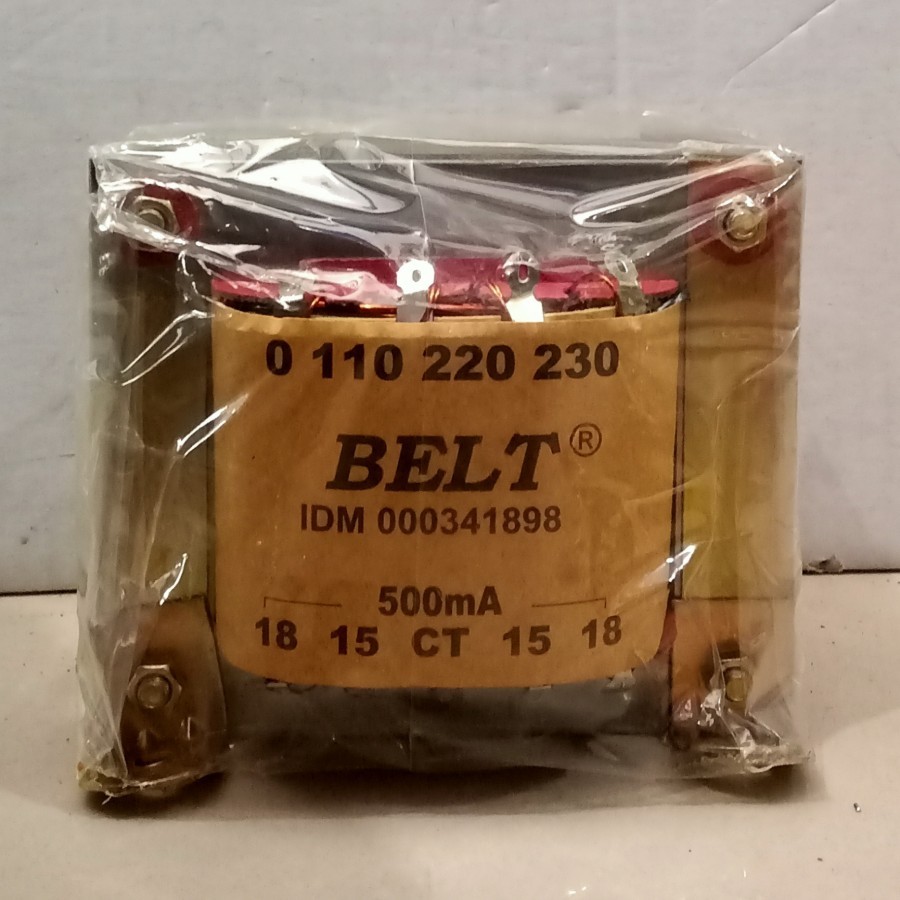 0 110 220 230
BELT®
IDM 000341898
500mA
18 15 CT 15 18